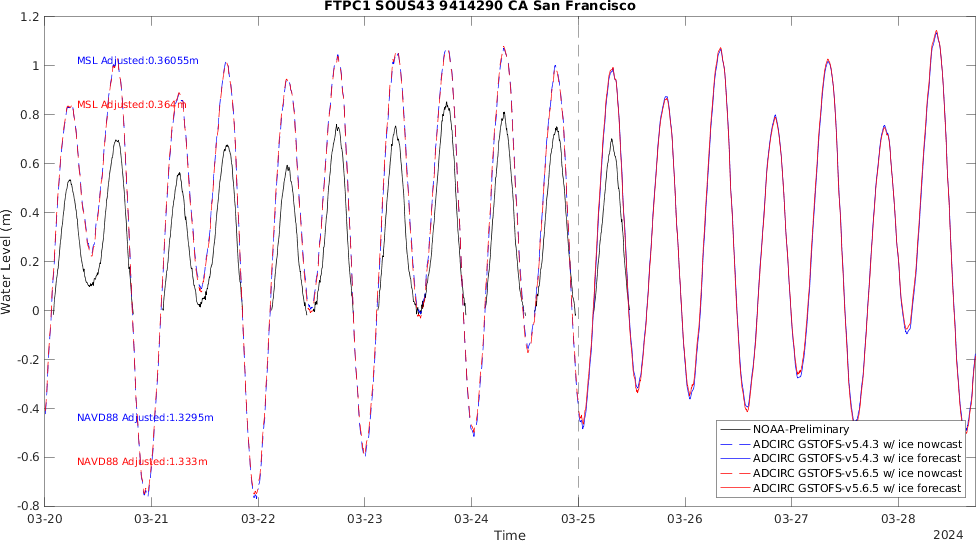 FTPC1 SOUS43 9414290 CA San Francisco
1.2
1
0.8
0.6
0.4
0.2
0
-0.2
-0.4
-0.6
-0.8
Water Level (m)
MSL Adjusted:0.36055m
MSL Adjusted:0.364m
NAVD88 Adjusted:1.3295m
NAVD88 Adjusted:1.333m
NOAA-Preliminary
ADCIRC GSTOFS-v5.4.3 w/ ice nowcast
ADCIRC GSTOFS-v5.4.3 w/ ice forecast
ADCIRC GSTOFS-v5.6.5 w/ ice nowcast
ADCIRC GSTOFS-v5.6.5 w/ ice forecast
03-20 03-21 03-22 03-23 03-24 03-25 03-26 03-27 03-28
2024
Time